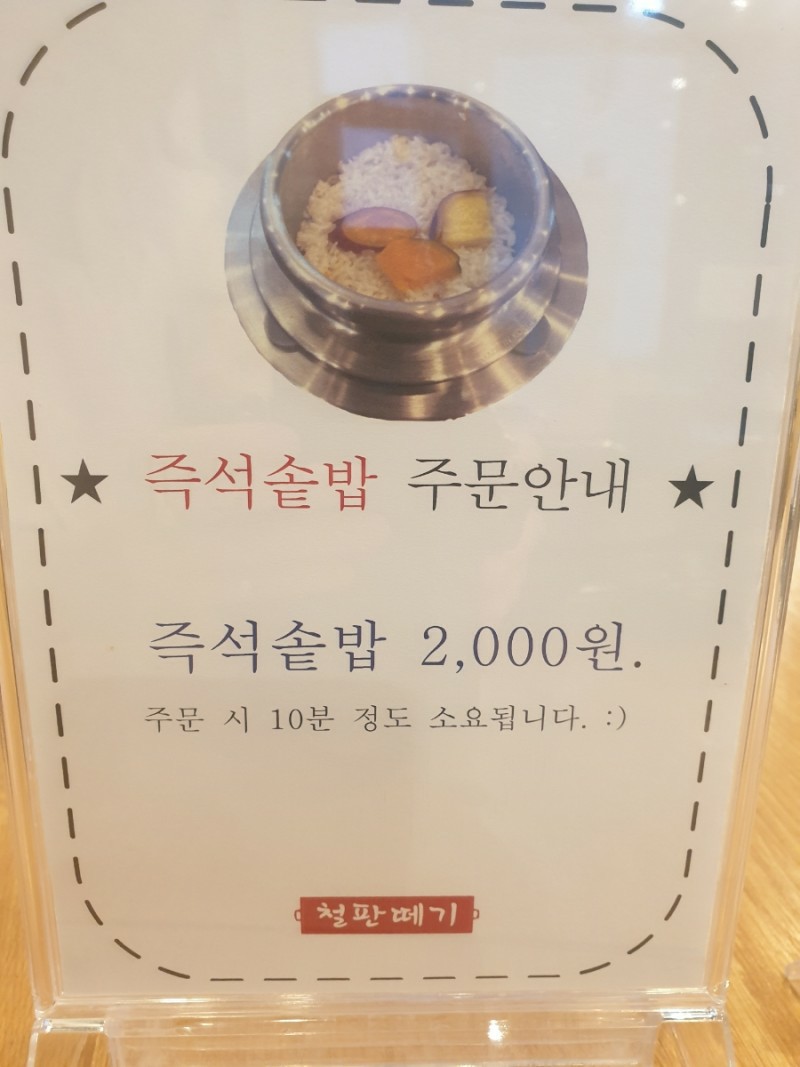 ★ 즉석솥밥 주문안내 ★
즉석솥밥 2,000원.
주문 시 10분 정도 소요됩니다. :)
철판떼기